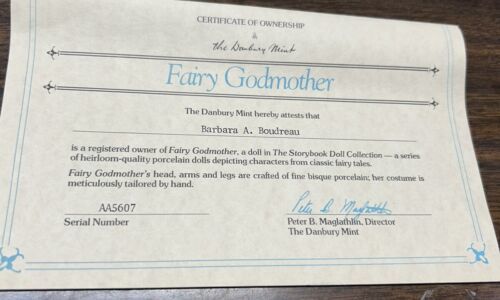 CERTIFICATE OF OWNERSHIP
&
the Danbury Mint
Fairy Godmother
The Danbury Mint hereby attests that
Barbara A. Boudreau
is a registered owner of Fairy Godmother, a doll in The Storybook Doll Collection — a series
of heirloom-quality porcelain dolls depicting characters from classic fairy tales.
Fairy Godmother's head, arms and legs are crafted of fine bisque porcelain; her costume is
meticulously tailored by hand.
AA5607
Serial Number
Peter B. Maglathlin
Peter B. Maglathlin, Director
The Danbury Mint